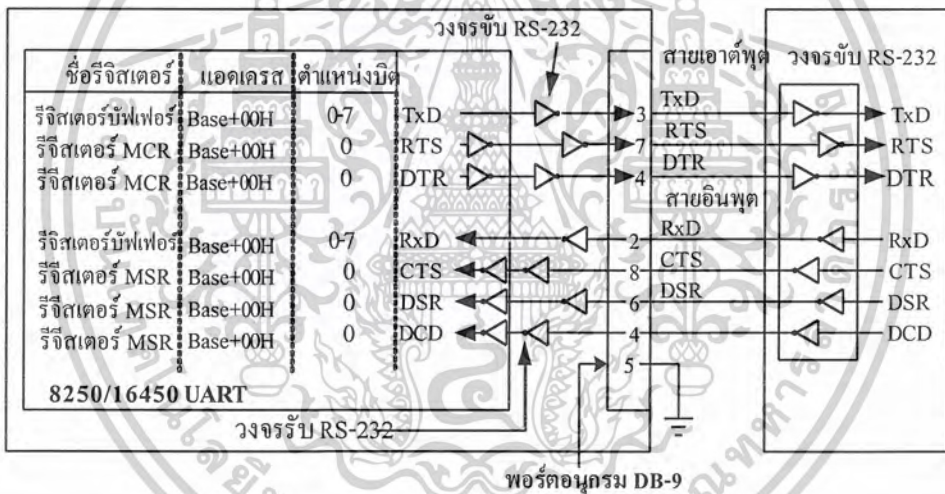 วงจรขับ RS-232
สายเอาต์พุต วงจรขับ RS-232
ชื่อรีจิสเตอร์ แอดเดรส ตำแหน่งบิต
รีจิสเตอร์บัฟเฟอร์ Base+00H 0-7 TxD 3 TxD TxD
รีจิสเตอร์ MCR Base+00H 0 RTS 7 RTS RTS
รีจิสเตอร์ MCR Base+00H 0 DTR 4 DTR DTR
สายอินพุต
รีจิสเตอร์บัฟเฟอร์ Base+00H 0-7 RxD 2 RxD RxD
รีจิสเตอร์ MSR Base+00H 0 CTS 8 CTS CTS
รีจิสเตอร์ MSR Base+00H 0 DSR 6 DSR DSR
รีจิสเตอร์ MSR Base+00H 0 DCD 4 DCD
5
8250/16450 UART
วงจรรับ RS-232
พอร์ตอนุกรม DB-9